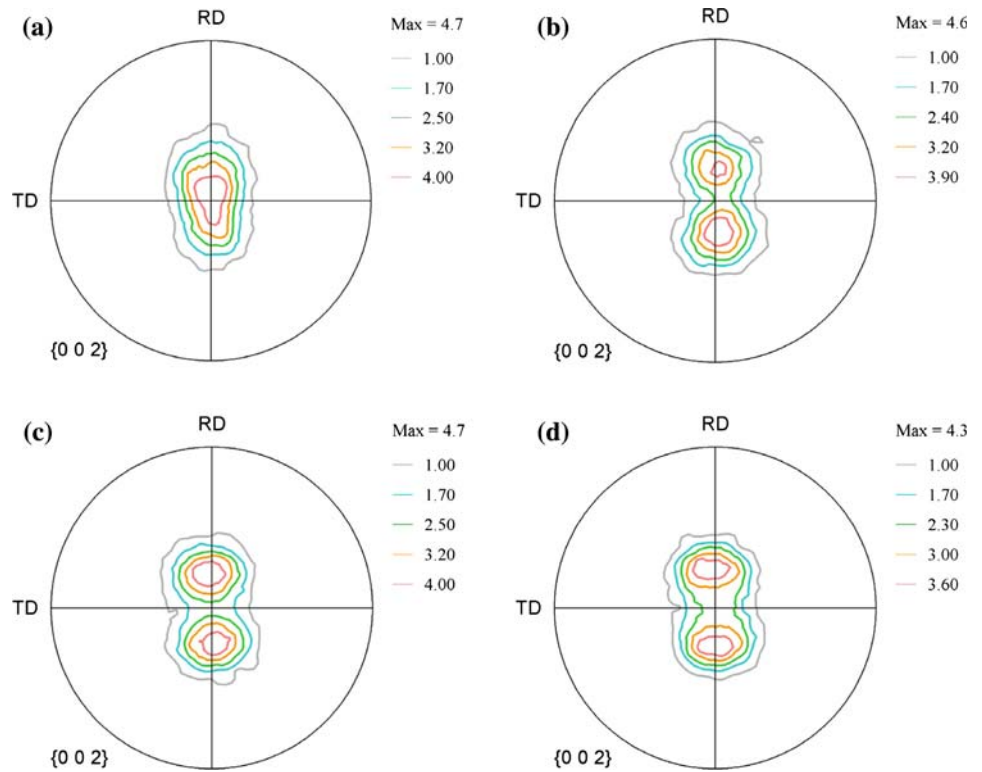 (a)
RD
Max = 4.7
1.00
1.70
2.50
3.20
4.00
TD
{0 0 2}
(b)
RD
Max = 4.6
1.00
1.70
2.40
3.20
3.90
TD
{0 0 2}
(c)
RD
Max = 4.7
1.00
1.70
2.50
3.20
4.00
TD
{0 0 2}
(d)
RD
Max = 4.3
1.00
1.70
2.30
3.00
3.60
TD
{0 0 2}